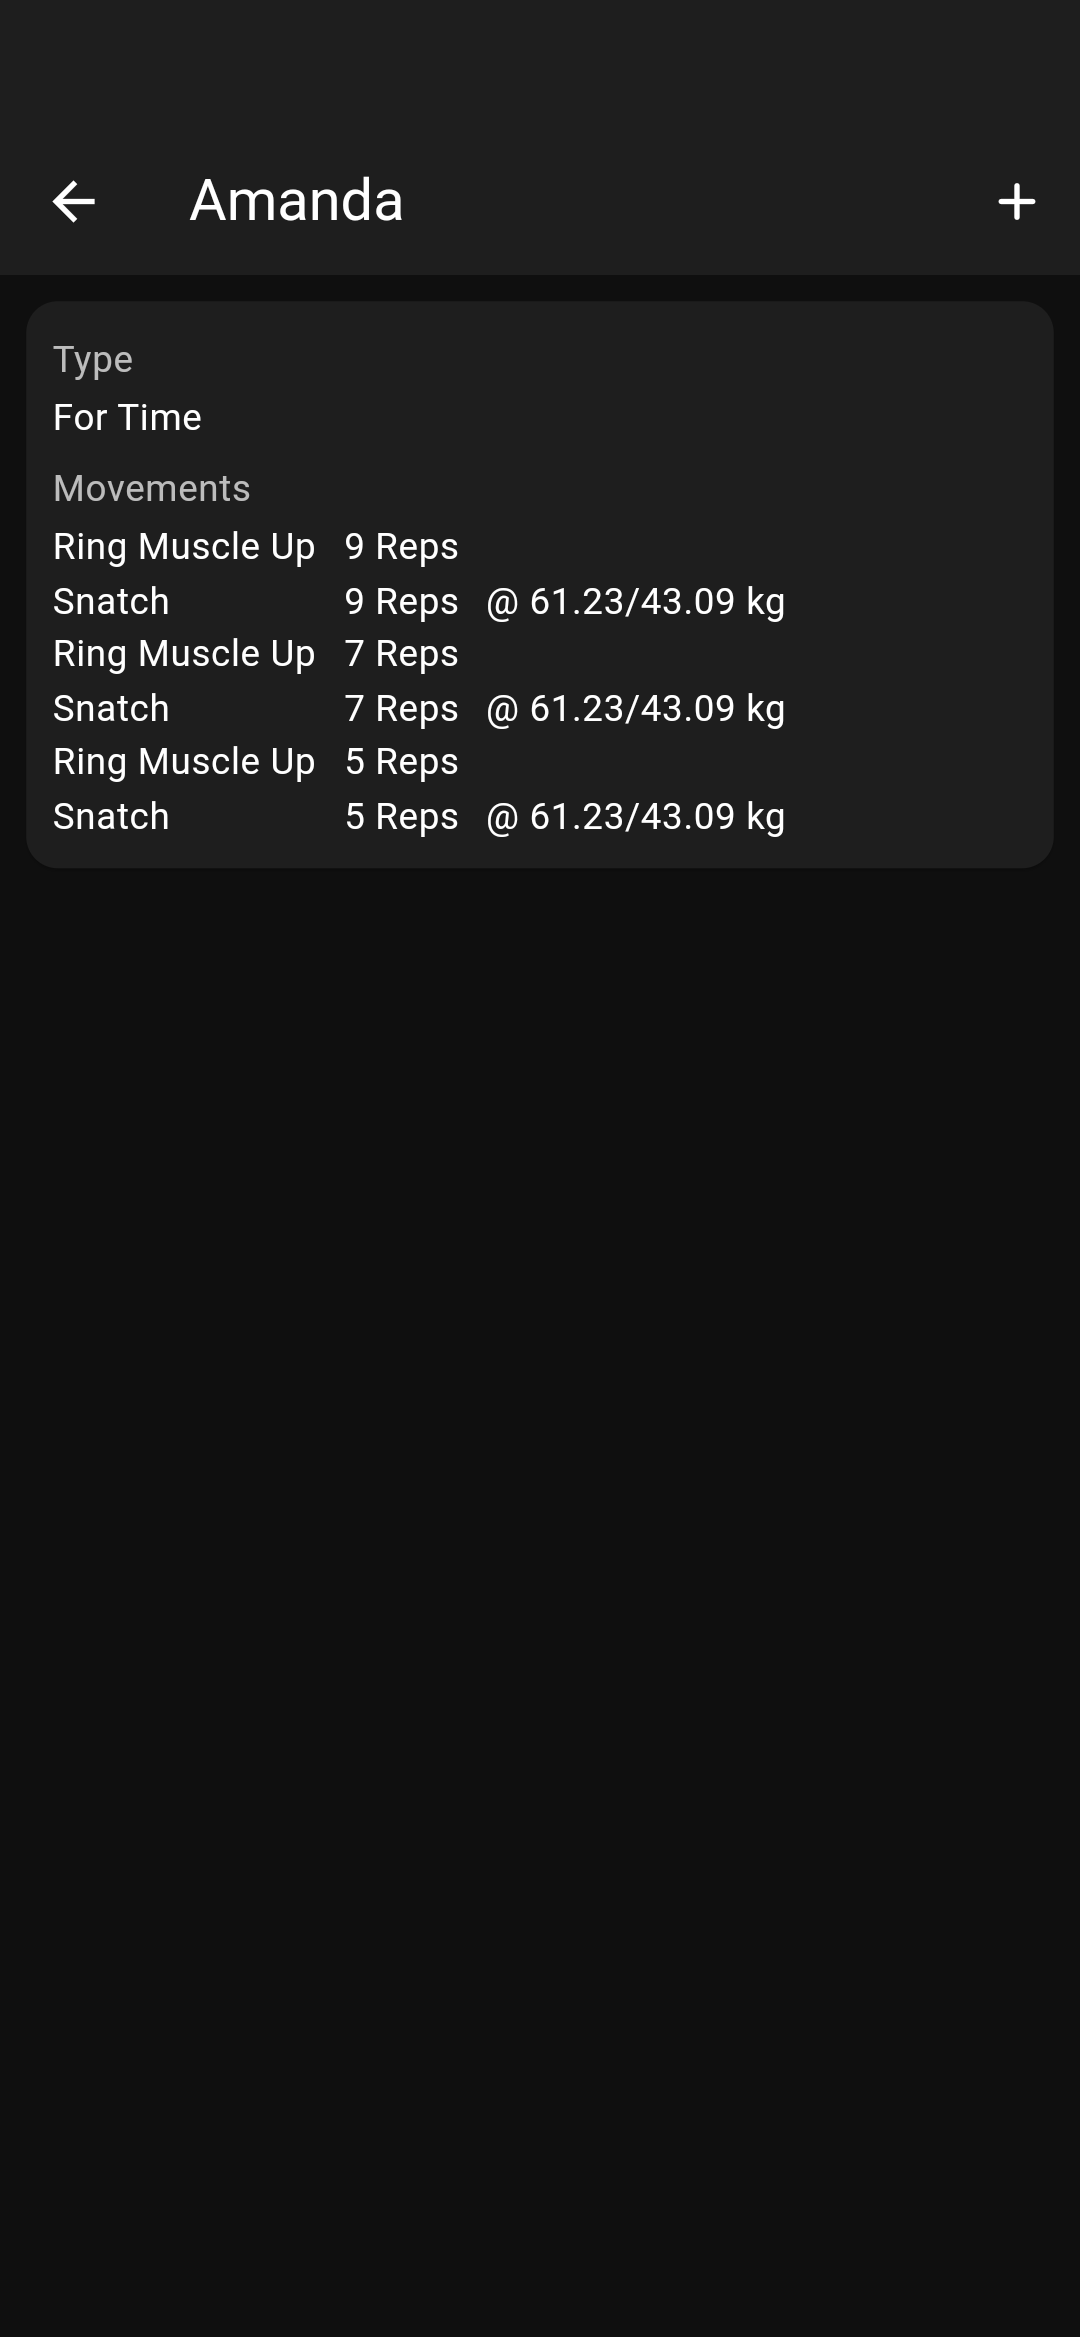 Amanda
Type
For Time
Movements
Ring Muscle Up 9 Reps
Snatch 9 Reps @ 61.23/43.09 kg
Ring Muscle Up 7 Reps
Snatch 7 Reps @ 61.23/43.09 kg
Ring Muscle Up 5 Reps
Snatch 5 Reps @ 61.23/43.09 kg